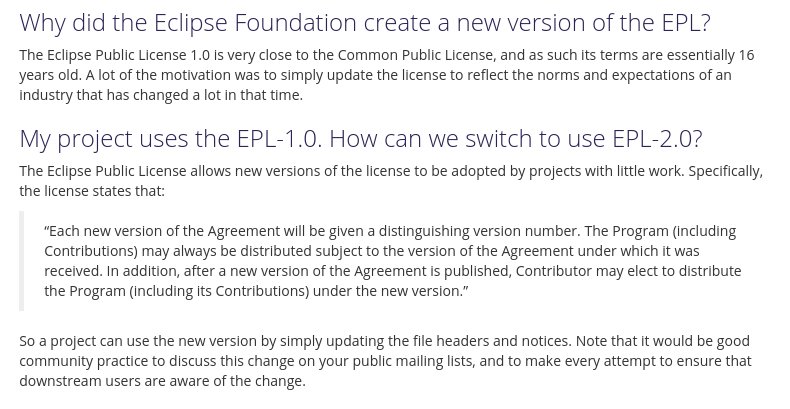 Why did the Eclipse Foundation create a new version of the EPL?
The Eclipse Public License 1.0 is very close to the Common Public License, and as such its terms are essentially 16
years old. A lot of the motivation was to simply update the license to reflect the norms and expectations of an
industry that has changed a lot in that time.
My project uses the EPL-1.0. How can we switch to use EPL-2.0?
The Eclipse Public License allows new versions of the license to be adopted by projects with little work. Specifically,
the license states that:
“Each new version of the Agreement will be given a distinguishing version number. The Program (including
Contributions) may always be distributed subject to the version of the Agreement under which it was
received. In addition, after a new version of the Agreement is published, Contributor may elect to distribute
the Program (including its Contributions) under the new version.”
So a project can use the new version by simply updating the file headers and notices. Note that it would be good
community practice to discuss this change on your public mailing lists, and to make every attempt to ensure that
downstream users are aware of the change.